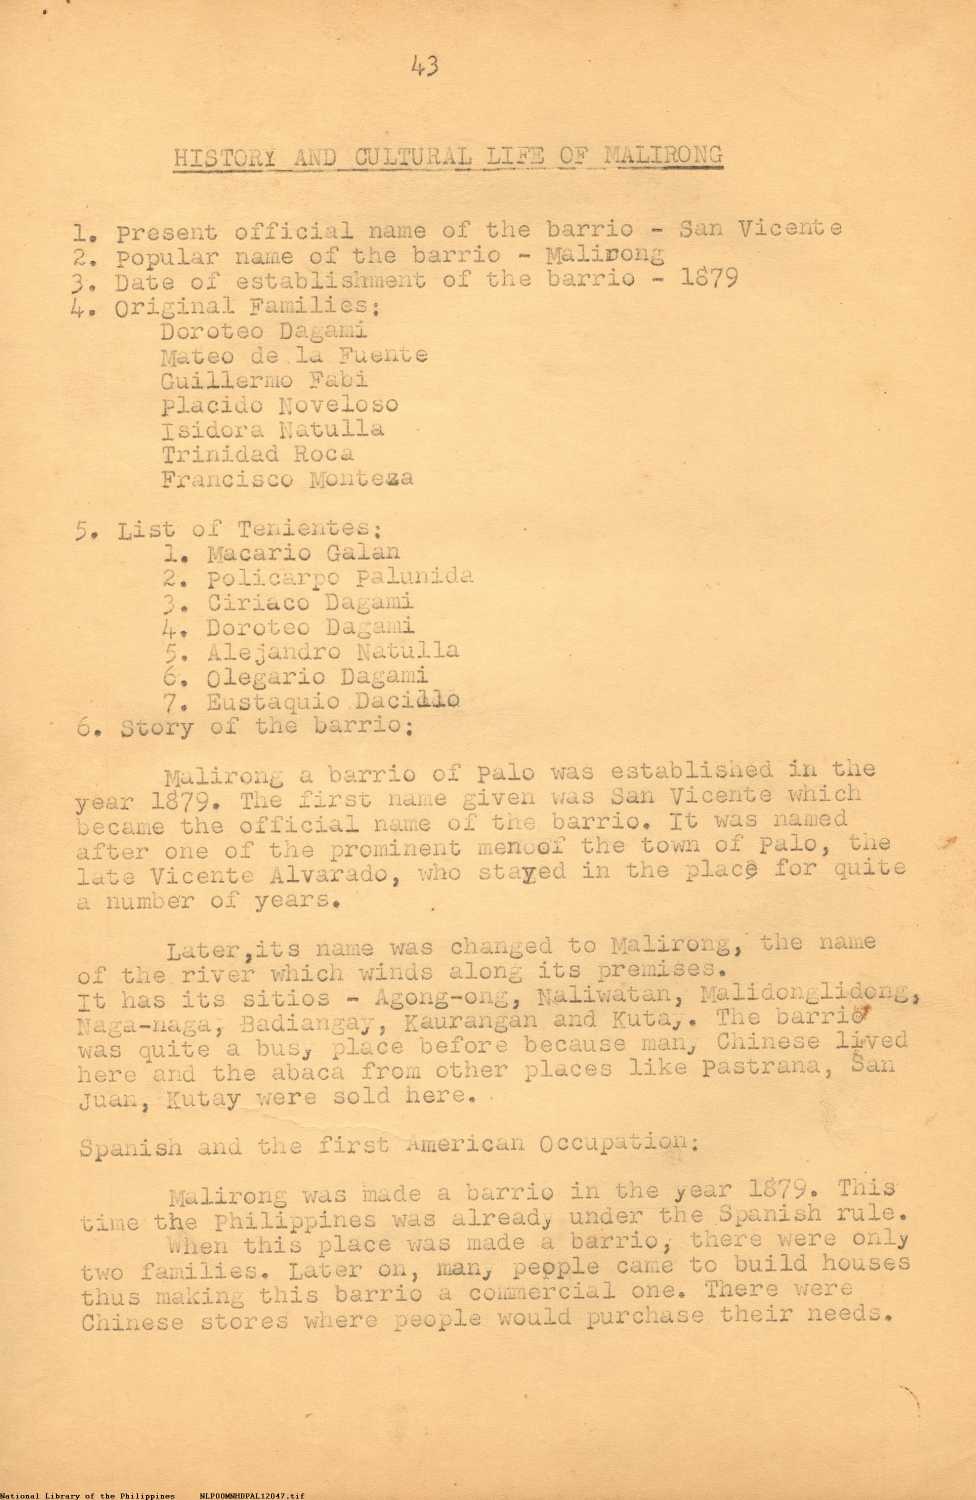 43
HISTORY AND CULTURAL LIFE OF MALIRONG
1. Present official name of the barrio - San Vicente
2. Popular name of the barrio - Malirong
3. Date of establishment of the barrio - 1879
4. Original Families:
Doroteo Dagami
Mateo de la Fuente
Guillermo Fabi
Placido Noveloso
Isidora Natulla
Trinidad Roca
Francisco Monteza
5. List of Tenientes:
1. Macario Galan
2. Policarpo Palunida
3. Ciriaco Dagami
4. Doroteo Dagami
5. Alejandro Natulla
6. Olegario Dagami
7. Eustaquio Dacillo
6. Story of the barrio:
Malirong a barrio of Palo was established in the
year 1879. The first name given was San Vicente which
became the official name of the barrio. It was named
after one of the prominent menoof the town of Palo, the
late Vicente Alvarado, who stayed in the place for quite
a number of years.
Later,its name was changed to Malirong, the name
of the river which winds along its premises.
It has its sitios - Agong-ong, Naliwatan, Malidonglidong,
Naga-naga, Badiangay, Kaurangan and Kutay. The barrio
was quite a busy place before because many Chinese lived
here and the abaca from other places like Pastrana, San
Juan, Kutay were sold here.
Spanish and the first American Occupation:
Malirong was made a barrio in the year 1879. This
time the Philippines was already under the Spanish rule.
When this place was made a barrio, there were only
two families. Later on, many people came to build houses
thus making this barrio a commercial one. There were
Chinese stores where people would purchase their needs.
National Library of the Philippines NLPOOMNHDPAL12047.tif